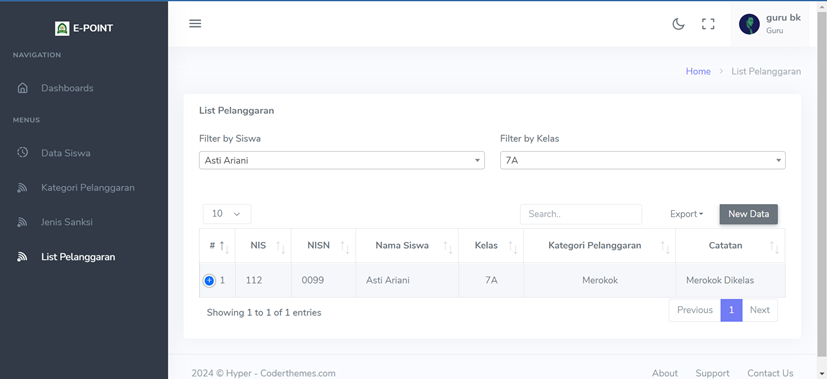 E-POINT
guru bk
Guru
NAVIGATION
Home > List Pelanggaran
Dashboards
MENUS
Data Siswa
Kategori Pelanggaran
Jenis Sanksi
List Pelanggaran
List Pelanggaran
Filter by Siswa Filter by Kelas
Asti Ariani 7A
10 Search.. Export New Data
# NIS NISN Nama Siswa Kelas Kategori Pelanggaran Catatan
1 112 0099 Asti Ariani 7A Merokok Merokok Dikelas
Showing 1 to 1 of 1 entries Previous 1 Next
2024 © Hyper - Coderthemes.com About Support Contact Us